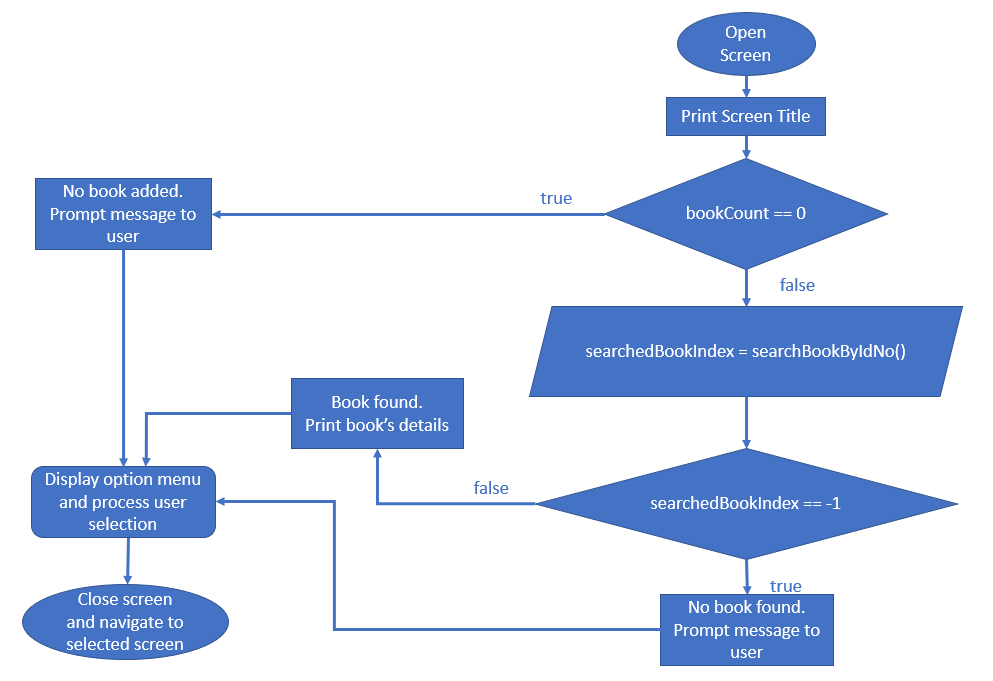 Open
Screen
Print Screen Title
bookCount == 0
true
No book added.
Prompt message to
user
false
searchedBookIndex = searchBookByIdNo()
searchedBookIndex == -1
false
Book found.
Print book’s details
true
No book found.
Prompt message to
user
Display option menu
and process user
selection
Close screen
and navigate to
selected screen